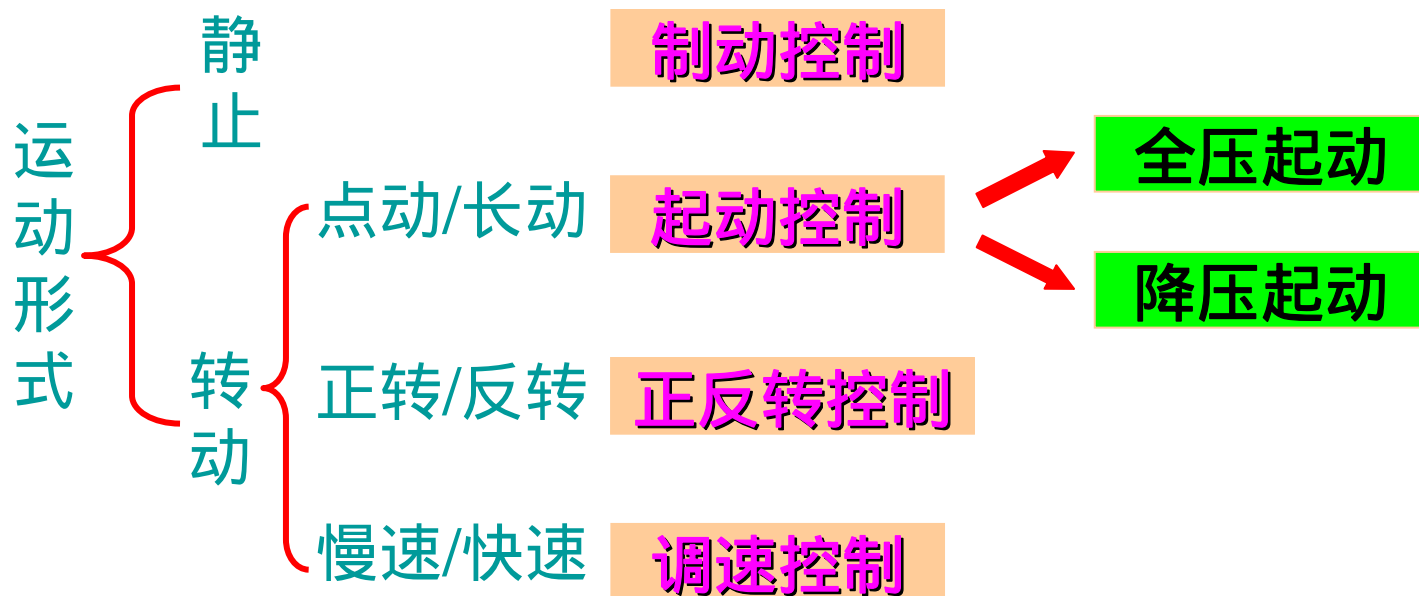 运动形式
静止
制动控制
转动
点动/长动
起动控制
全压起动
降压起动
正转/反转
正反转控制
慢速/快速
调速控制